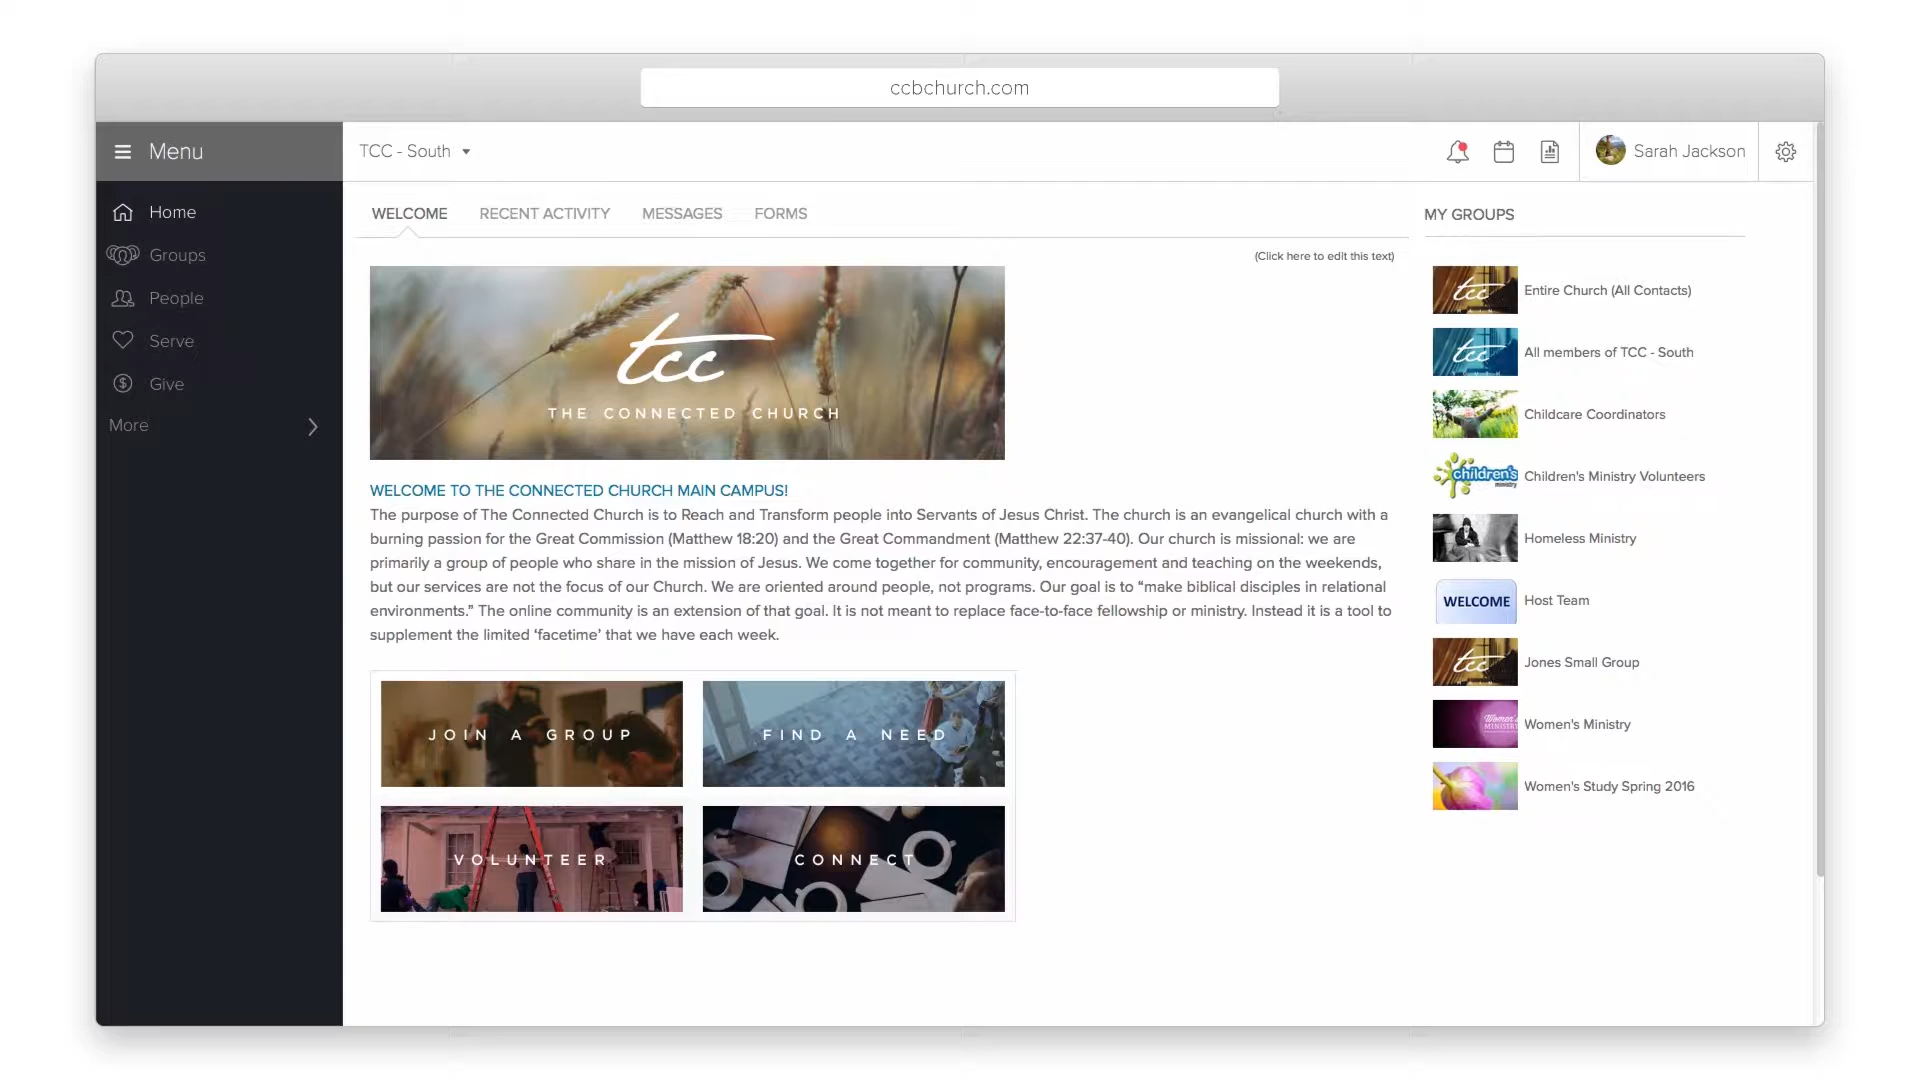 ccbchurch.com
Menu
TCC - South
Sarah Jackson
Home
Groups
People
Serve
Give
More
WELCOME
RECENT ACTIVITY
MESSAGES
FORMS
(Click here to edit this text)
tcc
THE CONNECTED CHURCH
WELCOME TO THE CONNECTED CHURCH MAIN CAMPUS!
The purpose of The Connected Church is to Reach and Transform people into Servants of Jesus Christ. The church is an evangelical church with a
burning passion for the Great Commission (Matthew 18:20) and the Great Commandment (Matthew 22:37-40). Our church is missional: we are
primarily a group of people who share in the mission of Jesus. We come together for community, encouragement and teaching on the weekends,
but our services are not the focus of our Church. We are oriented around people, not programs. Our goal is to “make biblical disciples in relational
environments.” The online community is an extension of that goal. It is not meant to replace face-to-face fellowship or ministry. Instead it is a tool to
supplement the limited ‘facetime’ that we have each week.
JOIN A GROUP
FIND A NEED
VOLUNTEER
CONNECT
MY GROUPS
tcc
MAIN
Entire Church (All Contacts)
tcc
All members of TCC - South
Childcare Coordinators
children's
ministry
Children's Ministry Volunteers
Homeless Ministry
WELCOME
Host Team
tcc
MAIN
Jones Small Group
Women's
MINISTRY
Women's Ministry
Women's Study Spring 2016